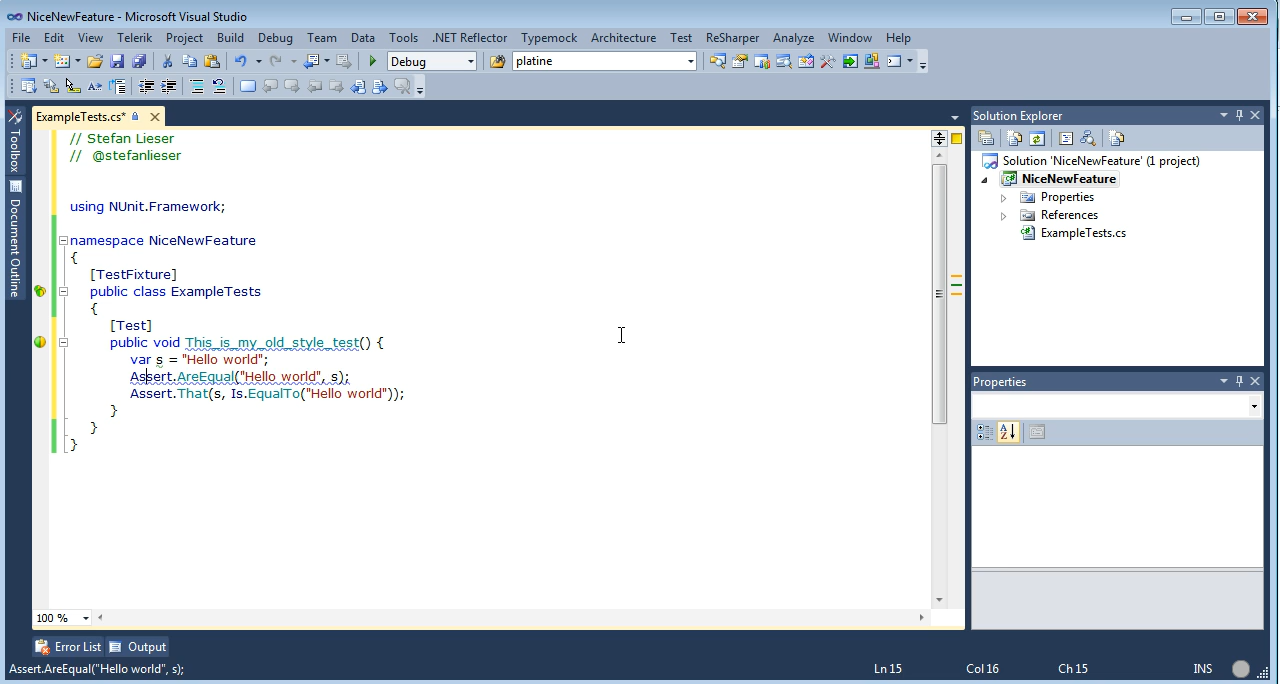 NiceNewFeature - Microsoft Visual Studio
File Edit View Telerik Project Build Debug Team Data Tools .NET Reflector Typemock Architecture Test ReSharper Analyze Window Help
Debug platine
ExampleTests.cs*
Toolbox
Document Outline
// Stefan Lieser
// @stefanlieser
using NUnit.Framework;
namespace NiceNewFeature
{
[TestFixture]
public class ExampleTests
{
[Test]
public void This_is_my_old_style_test() {
var s = "Hello world";
Assert.AreEqual("Hello world", s);
Assert.That(s, Is.EqualTo("Hello world"));
}
}
}
100 %
Solution Explorer
Solution 'NiceNewFeature' (1 project)
NiceNewFeature
Properties
References
ExampleTests.cs
Properties
Error List Output
Assert.AreEqual("Hello world", s); Ln 15 Col 16 Ch 15 INS